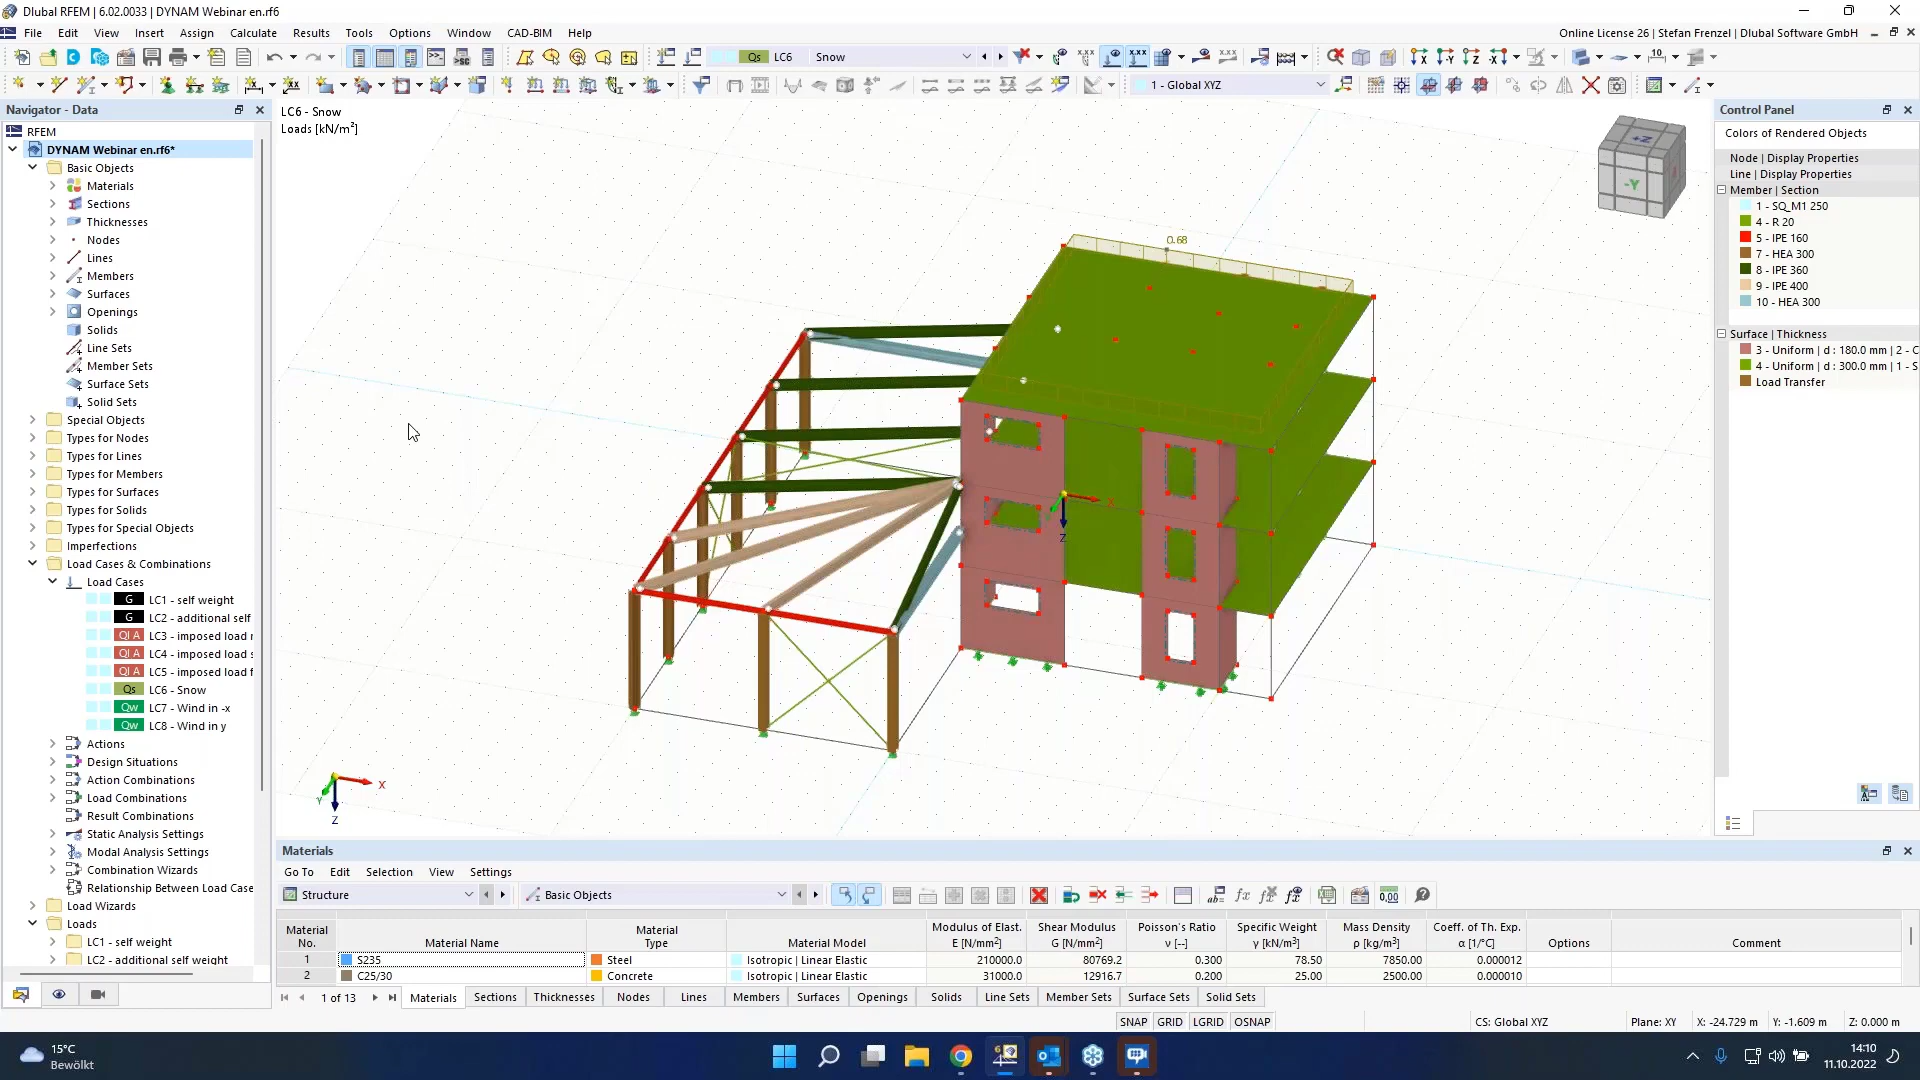 Dlubal RFEM | 6.02.0033 | DYNAM Webinar en.rf6
File Edit View Insert Assign Calculate Results Tools Options Window CAD-BIM Help
Online License 26 | Stefan Frenzel | Dlubal Software GmbH
Qs LC6 Snow
1 - Global XYZ
Navigator - Data
RFEM
DYNAM Webinar en.rf6*
Basic Objects
Materials
Sections
Thicknesses
Nodes
Lines
Members
Surfaces
Openings
Solids
Line Sets
Member Sets
Surface Sets
Solid Sets
Special Objects
Types for Nodes
Types for Lines
Types for Members
Types for Surfaces
Types for Solids
Types for Special Objects
Imperfections
Load Cases & Combinations
Load Cases
G LC1 - self weight
G LC2 - additional self
QI A LC3 - imposed load r
QI A LC4 - imposed load s
QI A LC5 - imposed load f
Qs LC6 - Snow
Qw LC7 - Wind in -x
Qw LC8 - Wind in y
Actions
Design Situations
Action Combinations
Load Combinations
Result Combinations
Static Analysis Settings
Modal Analysis Settings
Combination Wizards
Relationship Between Load Case
Load Wizards
Loads
LC1 - self weight
LC2 - additional self weight
LC6 - Snow
Loads [kN/m²]
0.68
X
Z
X
Y
Z
+Z
-Y
Control Panel
Colors of Rendered Objects
Node | Display Properties
Line | Display Properties
Member | Section
1 - SQ_M1 250
4 - R 20
5 - IPE 160
7 - HEA 300
8 - IPE 360
9 - IPE 400
10 - HEA 300
Surface | Thickness
3 - Uniform | d : 180.0 mm | 2 - C
4 - Uniform | d : 300.0 mm | 1 - S
Load Transfer
Materials
Go To Edit Selection View Settings
Structure
Basic Objects
Material No. Material Name Material Type Material Model Modulus of Elast. E [N/mm²] Shear Modulus G [N/mm²] Poisson's Ratio ν [--] Specific Weight γ [kN/m³] Mass Density ρ [kg/m³] Coeff. of Th. Exp. α [1/°C] Options Comment
1 S235 Steel Isotropic | Linear Elastic 210000.0 80769.2 0.300 78.50 7850.00 0.000012
2 C25/30 Concrete Isotropic | Linear Elastic 31000.0 12916.7 0.200 25.00 2500.00 0.000010
1 of 13 Materials Sections Thicknesses Nodes Lines Members Surfaces Openings Solids Line Sets Member Sets Surface Sets Solid Sets
SNAP GRID LGRID OSNAP CS: Global XYZ Plane: XY X: -24.729 m Y: -1.609 m Z: 0.000 m
15°C
Bewölkt
14:10
11.10.2022